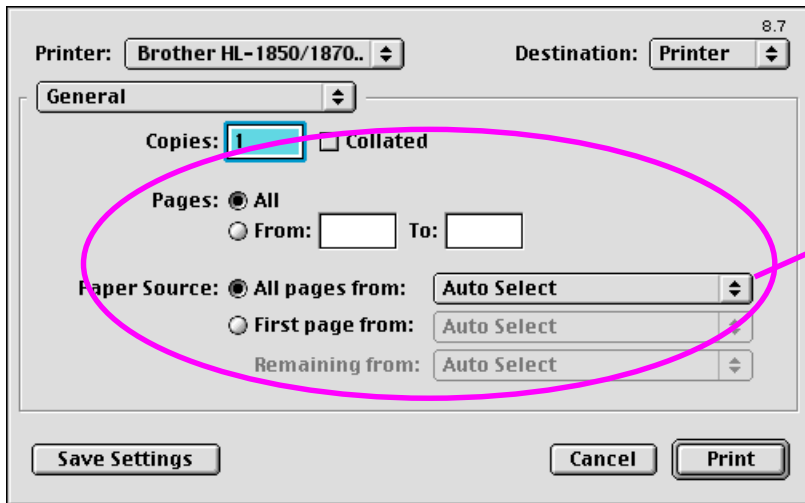 8.7
Printer: Brother HL-1850/1870.. Destination: Printer
General
Copies: 1 Collated
Pages: All
From: To:
Paper Source: All pages from: Auto Select
First page from: Auto Select
Remaining from: Auto Select
Save Settings Cancel Print